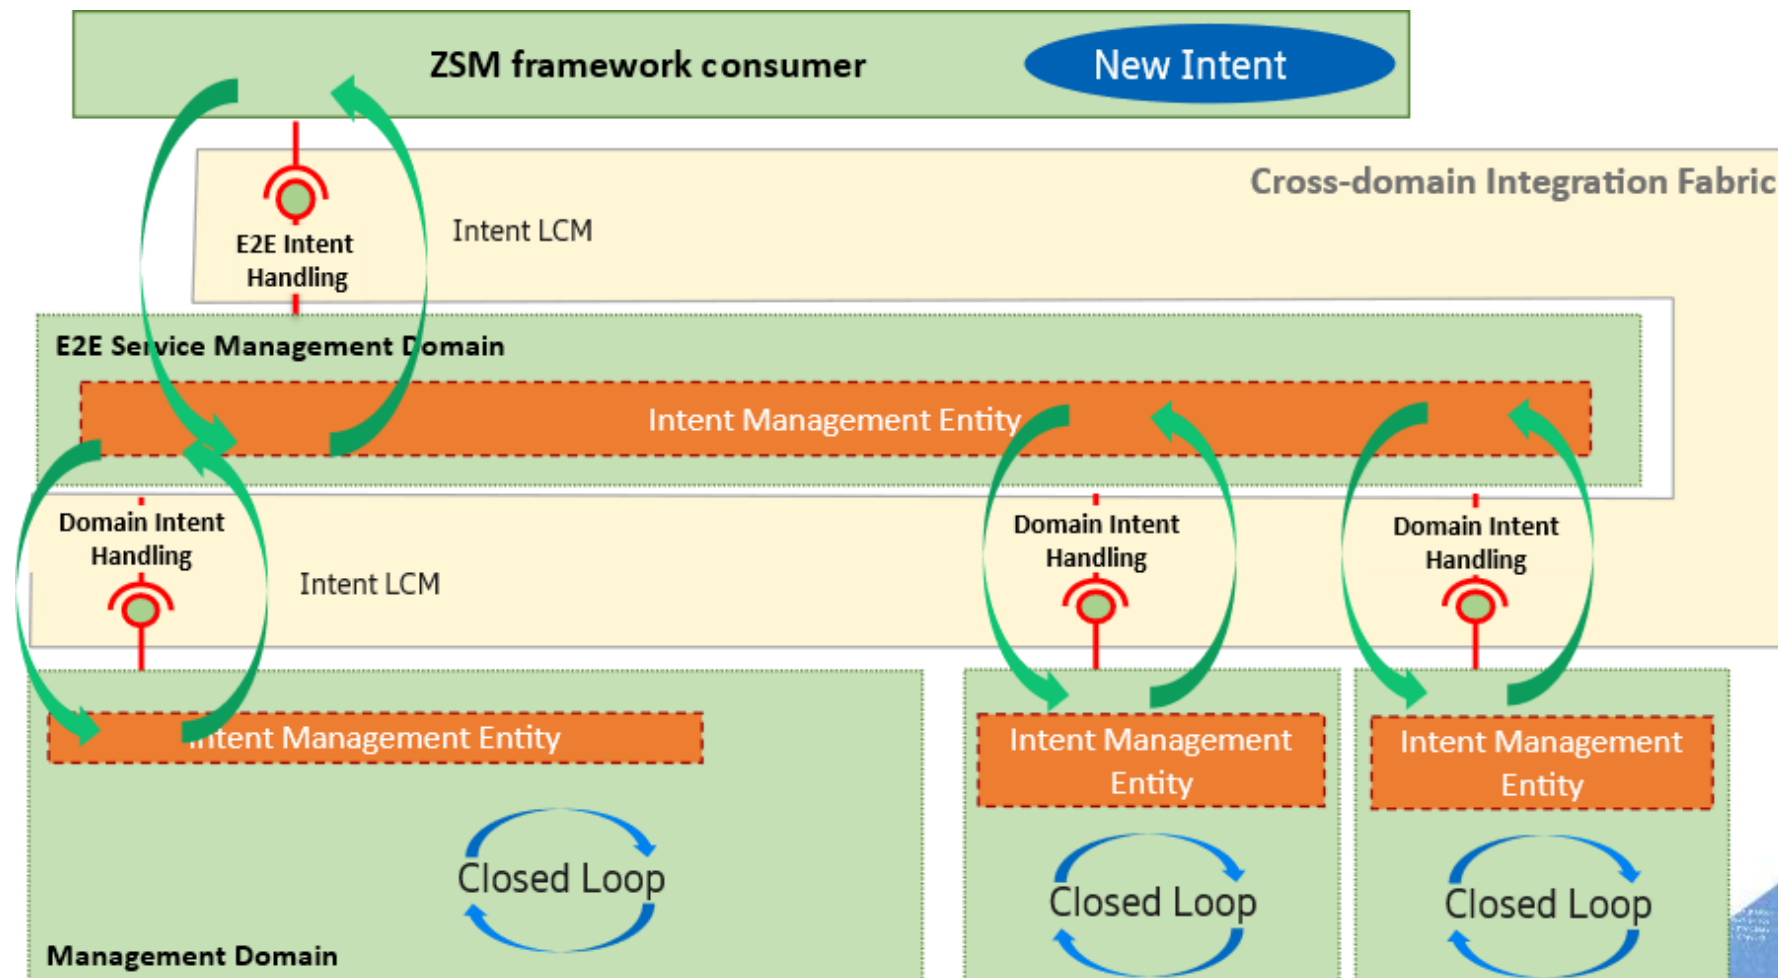 ZSM framework consumer
New Intent
Cross-domain Integration Fabric
Intent LCM
E2E Intent
Handling
E2E Service Management Domain
Intent Management Entity
Domain Intent
Handling
Intent LCM
Domain Intent
Handling
Domain Intent
Handling
Intent Management Entity
Intent Management
Entity
Intent Management
Entity
Closed Loop
Closed Loop
Closed Loop
Management Domain